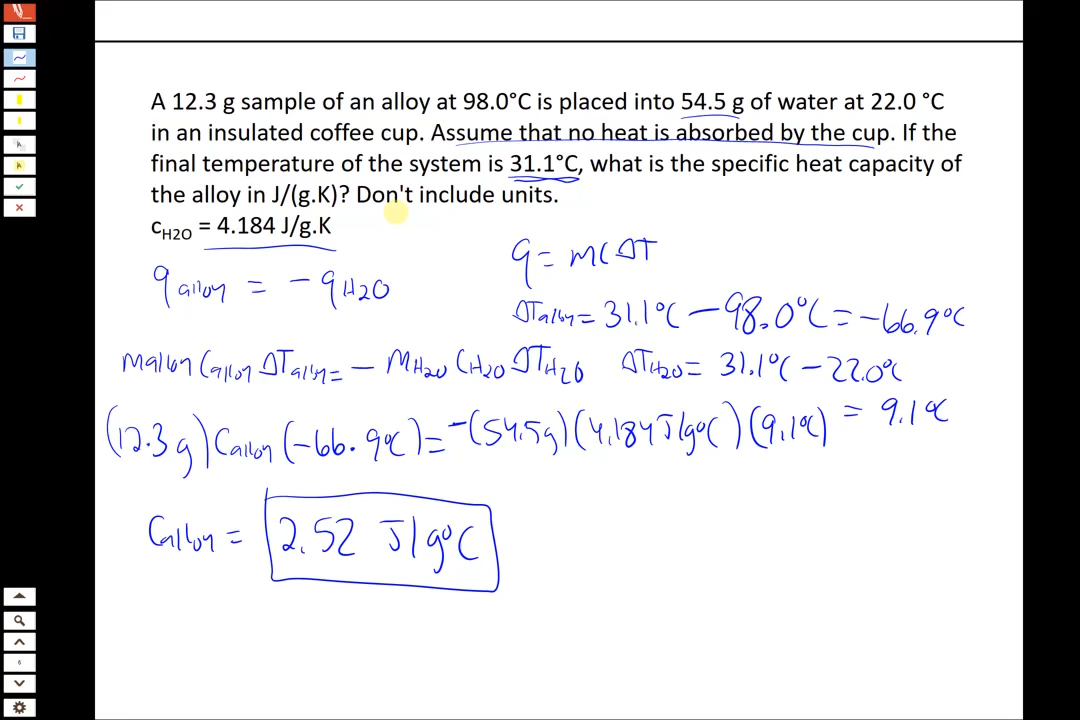 A 12.3 g sample of an alloy at 98.0°C is placed into 54.5 g of water at 22.0 °C
in an insulated coffee cup. Assume that no heat is absorbed by the cup. If the
final temperature of the system is 31.1°C, what is the specific heat capacity of
the alloy in J/(g.K)? Don't include units.
cH2O = 4.184 J/g.K
q = mCΔT
qalloy = - qH2O
ΔTalloy = 31.1°C - 98.0°C = -66.9°C
malloy Calloy ΔTalloy = - mH2O CH2O ΔTH2O
ΔTH2O = 31.1°C - 22.0°C
= 9.1°C
(12.3 g) Calloy (-66.9°C) = -(54.5g)(4.184 J/g°C)(9.1°C)
Calloy = 2.52 J/g°C
6